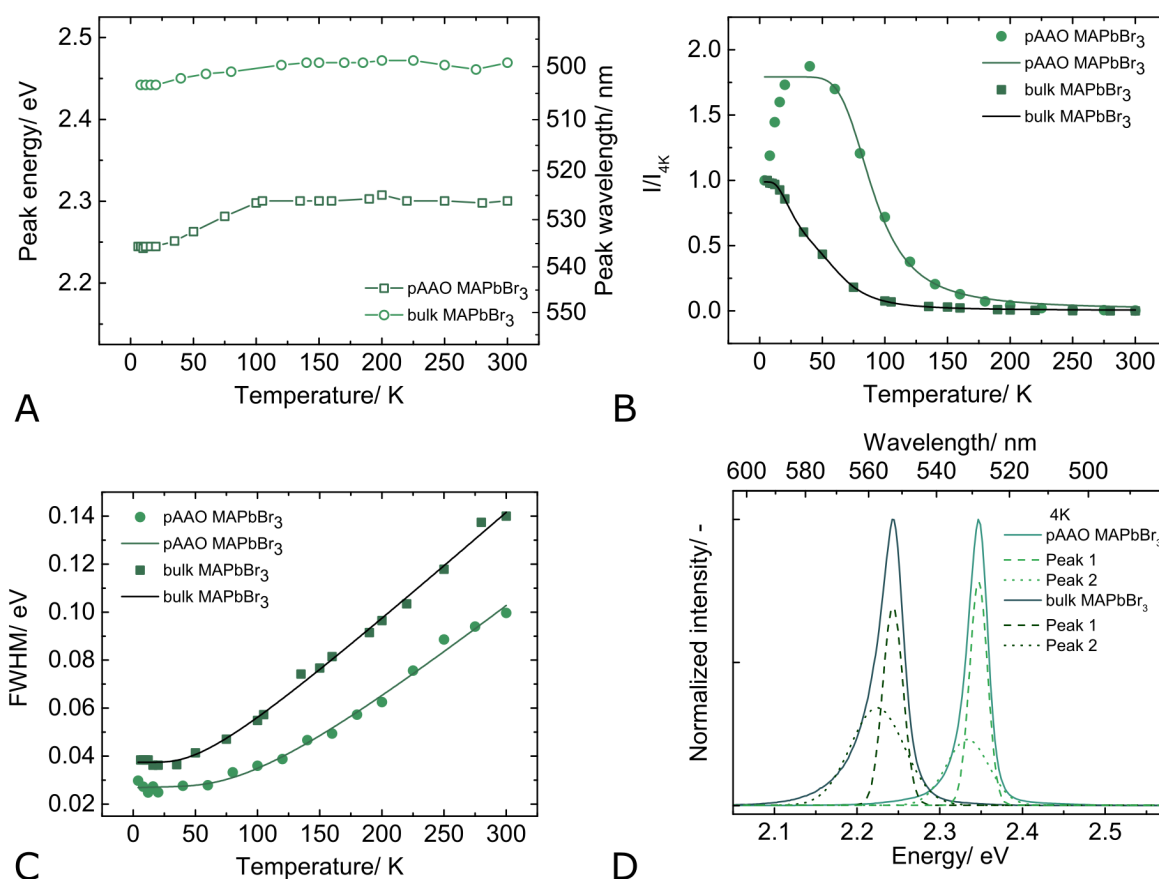 2.5
2.4
2.3
2.2
Peak energy/ eV
500
510
520
530
540
550
Peak wavelength/ nm
pAAO MAPbBr3
bulk MAPbBr3
0 50 100 150 200 250 300
Temperature/ K
A
2.0
1.5
1.0
0.5
0.0
I/I4K
pAAO MAPbBr3
pAAO MAPbBr3
bulk MAPbBr3
bulk MAPbBr3
0 50 100 150 200 250 300
Temperature/ K
B
0.14
0.12
0.10
0.08
0.06
0.04
0.02
FWHM/ eV
pAAO MAPbBr3
pAAO MAPbBr3
bulk MAPbBr3
bulk MAPbBr3
0 50 100 150 200 250 300
Temperature/ K
C
Wavelength/ nm
600 580 560 540 520 500
Normalized intensity/ -
4K
pAAO MAPbBr3
Peak 1
Peak 2
bulk MAPbBr3
Peak 1
Peak 2
2.1 2.2 2.3 2.4 2.5
Energy/ eV
D